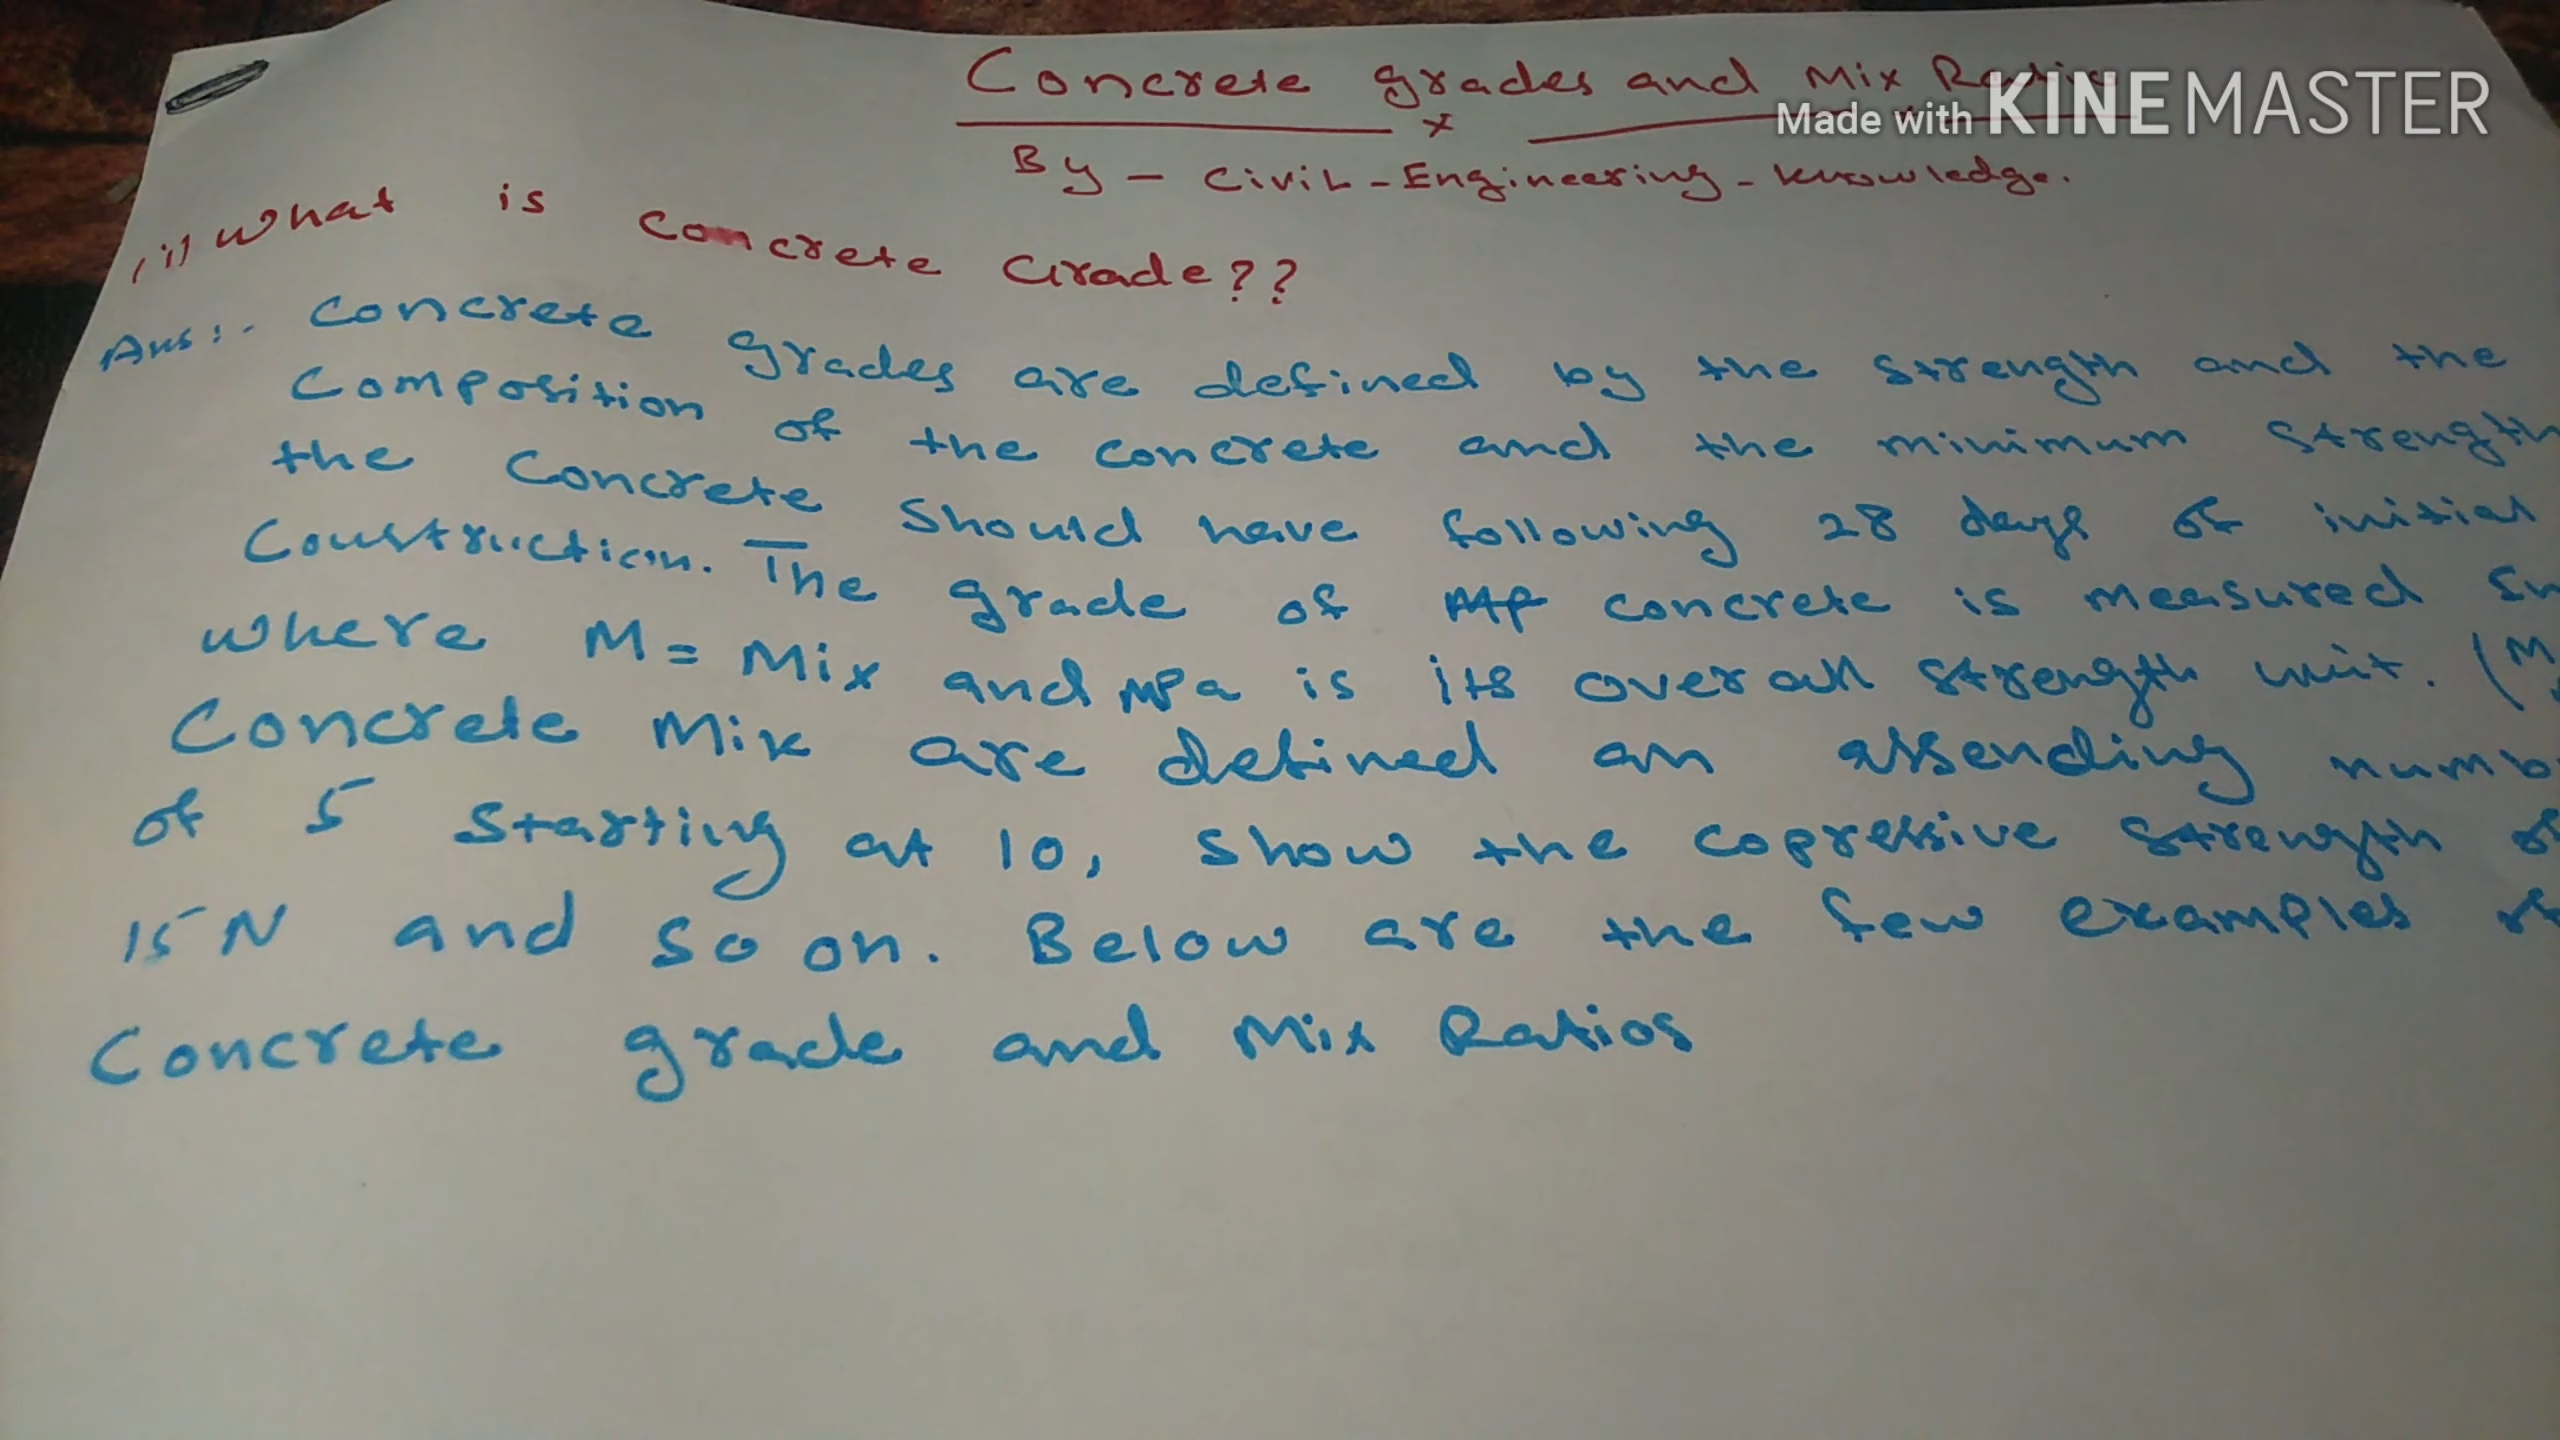 Concrete grades and Mix Ratios
Made with KINEMASTER
By - Civil - Engineering - Knowledge.
(i) What is Concrete Grade??
Ans:- Concrete grades are defined by the strength and the
Composition of the concrete and the minimum strength
the Concrete should have following 28 days of initial
Construction. The grade of concrete is measured
where M = Mix and MPa is its overall strength unit. (M
Concrete Mix are defined an assending numb
of 5 starting at 10, show the copressive strength of
15 N and so on. Below are the few examples of
Concrete grade and Mix Ratios